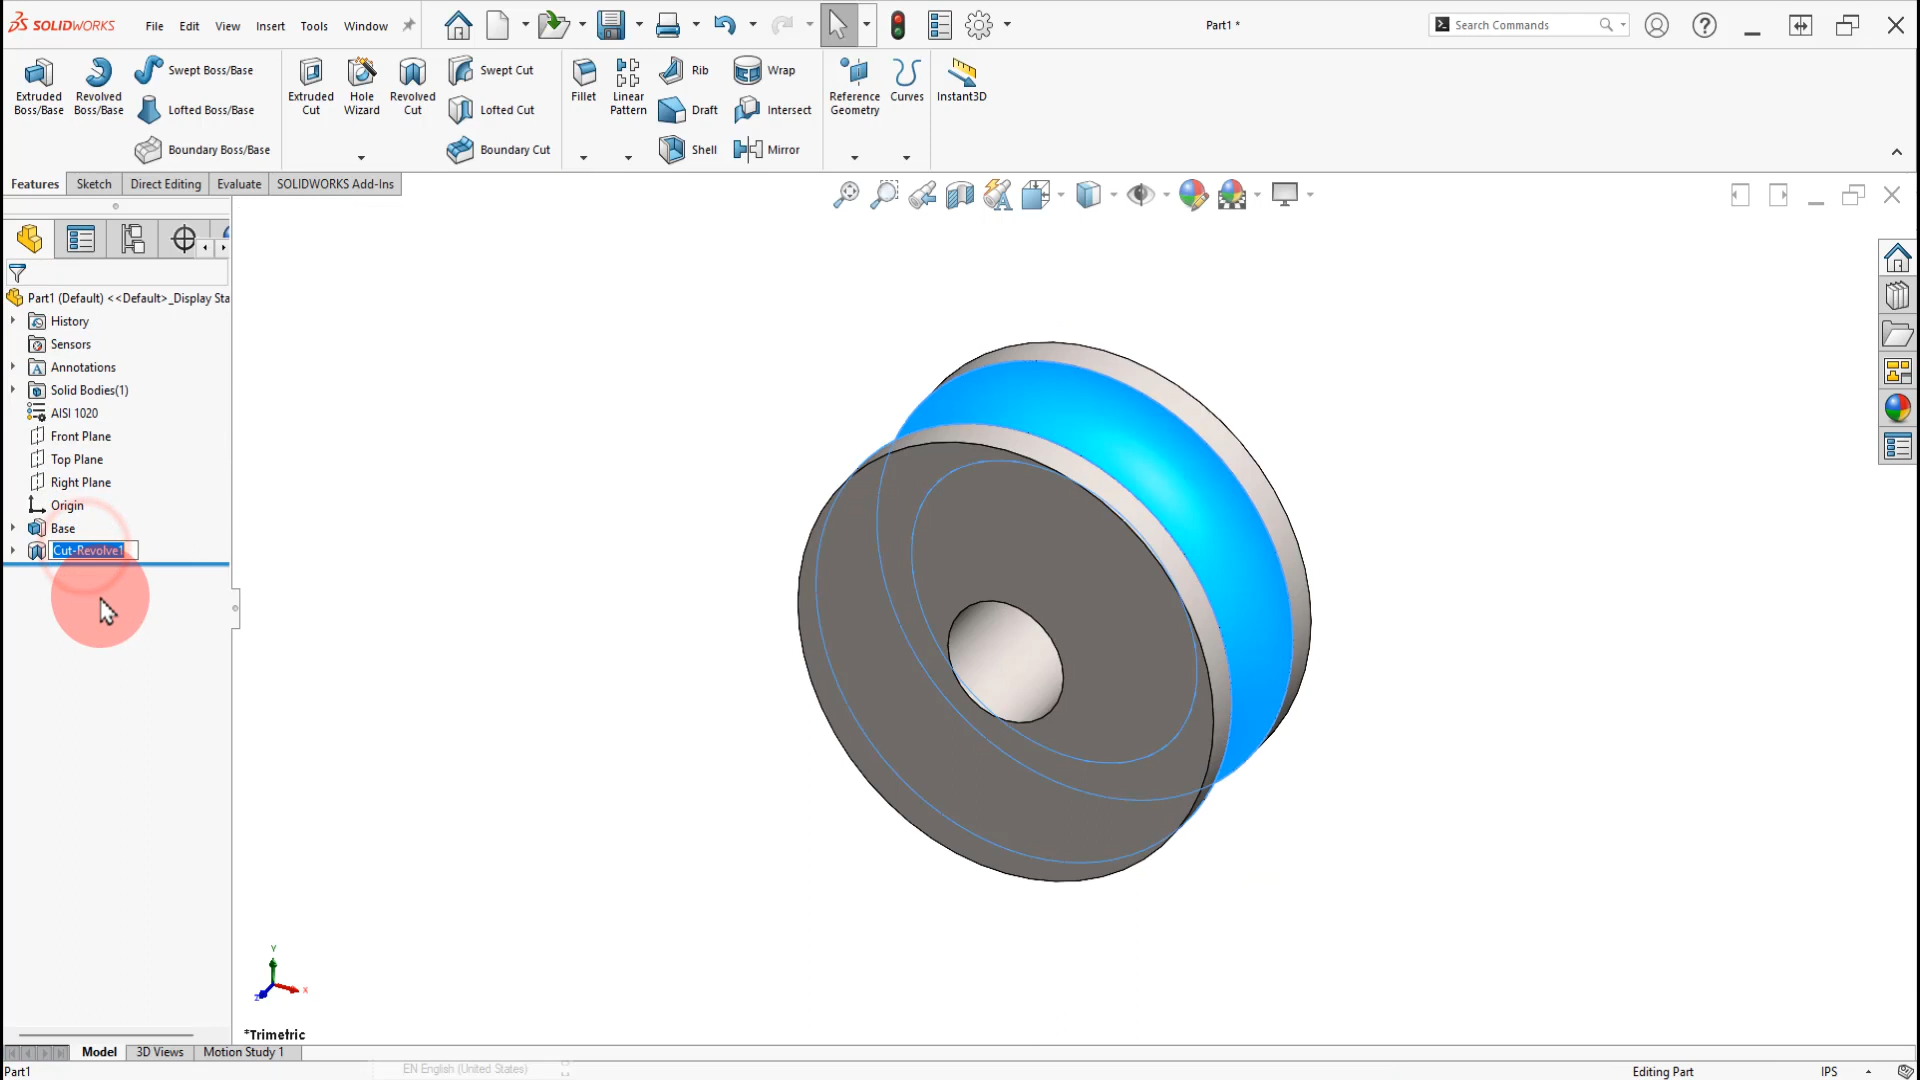 SOLIDWORKS File Edit View Insert Tools Window Part1 * Search Commands
Extruded Boss/Base
Revolved Boss/Base
Swept Boss/Base
Lofted Boss/Base
Boundary Boss/Base
Extruded Cut
Hole Wizard
Revolved Cut
Swept Cut
Lofted Cut
Boundary Cut
Fillet
Linear Pattern
Rib
Draft
Shell
Wrap
Intersect
Mirror
Reference Geometry
Curves
Instant3D
Features Sketch Direct Editing Evaluate SOLIDWORKS Add-Ins
Part1 (Default) <<Default>_Display Sta
History
Sensors
Annotations
Solid Bodies(1)
AISI 1020
Front Plane
Top Plane
Right Plane
Origin
Base
Cut-Revolve1
Y
X
Z
*Trimetric
Model 3D Views Motion Study 1
EN English (United States)
Part1 Editing Part IPS